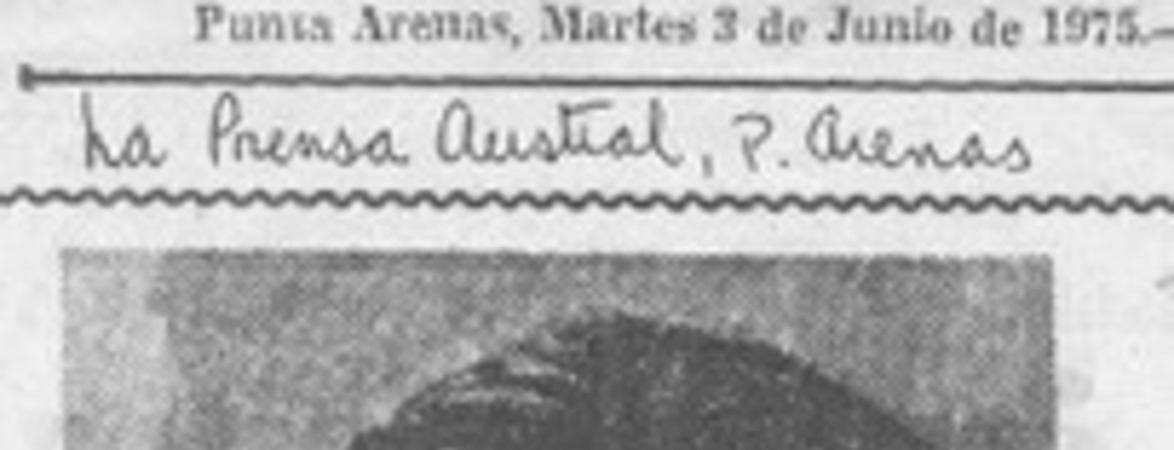 Punta Arenas, Martes 3 de Junio de 1975.—
La Prensa Austral, P. Arenas